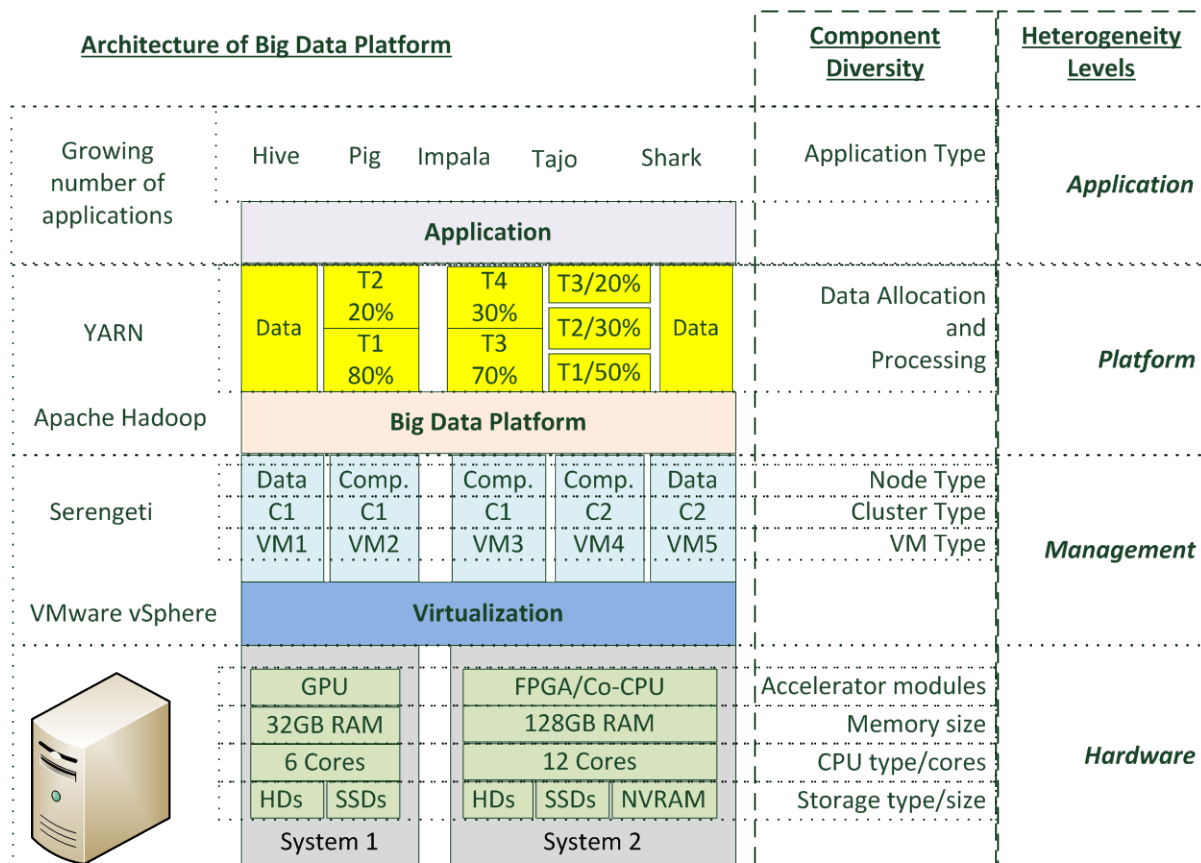 Architecture of Big Data Platform
Component
Diversity
Heterogeneity
Levels
Growing
number of
applications
Hive Pig Impala Tajo Shark
Application Type
Application
Application
YARN
Data
T2
20%
T1
80%
T4
30%
T3
70%
T3/20%
T2/30%
T1/50%
Data
Data Allocation
and
Processing
Platform
Apache Hadoop
Big Data Platform
Serengeti
Data Comp. Comp. Comp. Data
Node Type
C1 C1 C1 C2 C2
Cluster Type
VM1 VM2 VM3 VM4 VM5
VM Type
Management
VMware vSphere
Virtualization
GPU FPGA/Co-CPU
Accelerator modules
32GB RAM 128GB RAM
Memory size
6 Cores 12 Cores
CPU type/cores
HDs SSDs HDs SSDs NVRAM
Storage type/size
Hardware
System 1 System 2